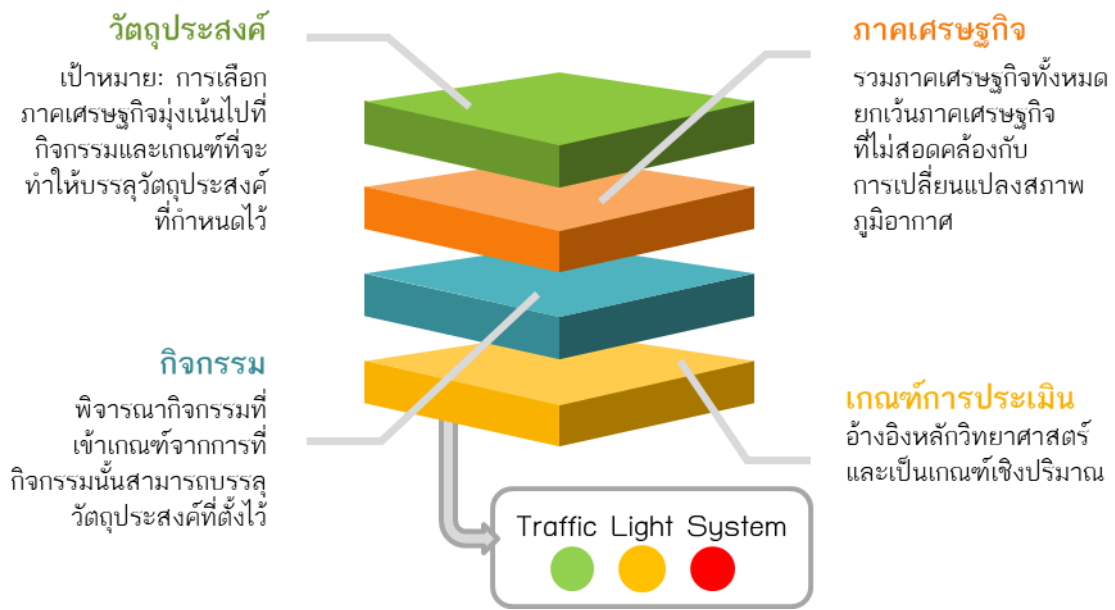 วัตถุประสงค์
เป้าหมาย: การเลือก
ภาคเศรษฐกิจมุ่งเน้นไปที่
กิจกรรมและเกณฑ์ที่จะ
ทำให้บรรลุวัตถุประสงค์
ที่กำหนดไว้
ภาคเศรษฐกิจ
รวมภาคเศรษฐกิจทั้งหมด
ยกเว้นภาคเศรษฐกิจ
ที่ไม่สอดคล้องกับ
การเปลี่ยนแปลงสภาพ
ภูมิอากาศ
กิจกรรม
พิจารณากิจกรรมที่
เข้าเกณฑ์จากการที่
กิจกรรมนั้นสามารถบรรลุ
วัตถุประสงค์ที่ตั้งไว้
เกณฑ์การประเมิน
อ้างอิงหลักวิทยาศาสตร์
และเป็นเกณฑ์เชิงปริมาณ
Traffic Light System